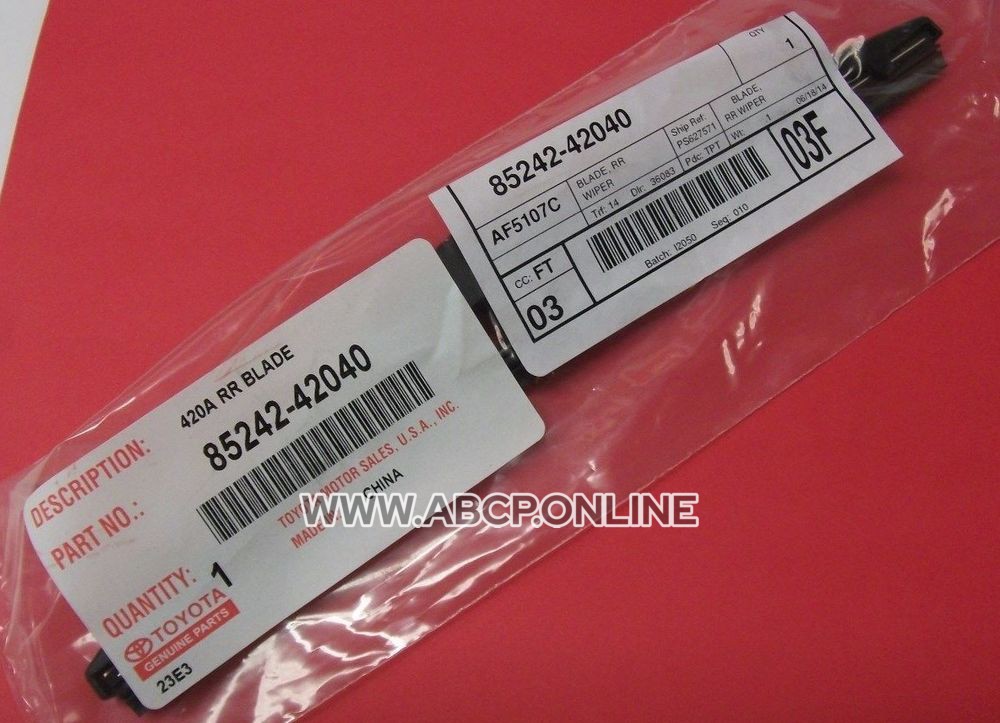 QTY
1
85242-42040
AF5107C
BLADE, RR
WIPER
Ship Ref:
PS627571
BLADE,
RR WIPER
Trf: 14 Dlr: 36083 Pdc: TPT Wt: 1 06/18/14
CC: FT
03
03F
Batch: I2050 Seq: 010
DESCRIPTION: 420A RR BLADE
PART NO.: 85242-42040
TOYOTA MOTOR SALES, U.S.A., INC.
MADE IN CHINA
QUANTITY: 1
TOYOTA
GENUINE PARTS
23E3
WWW.ABCP.ONLINE